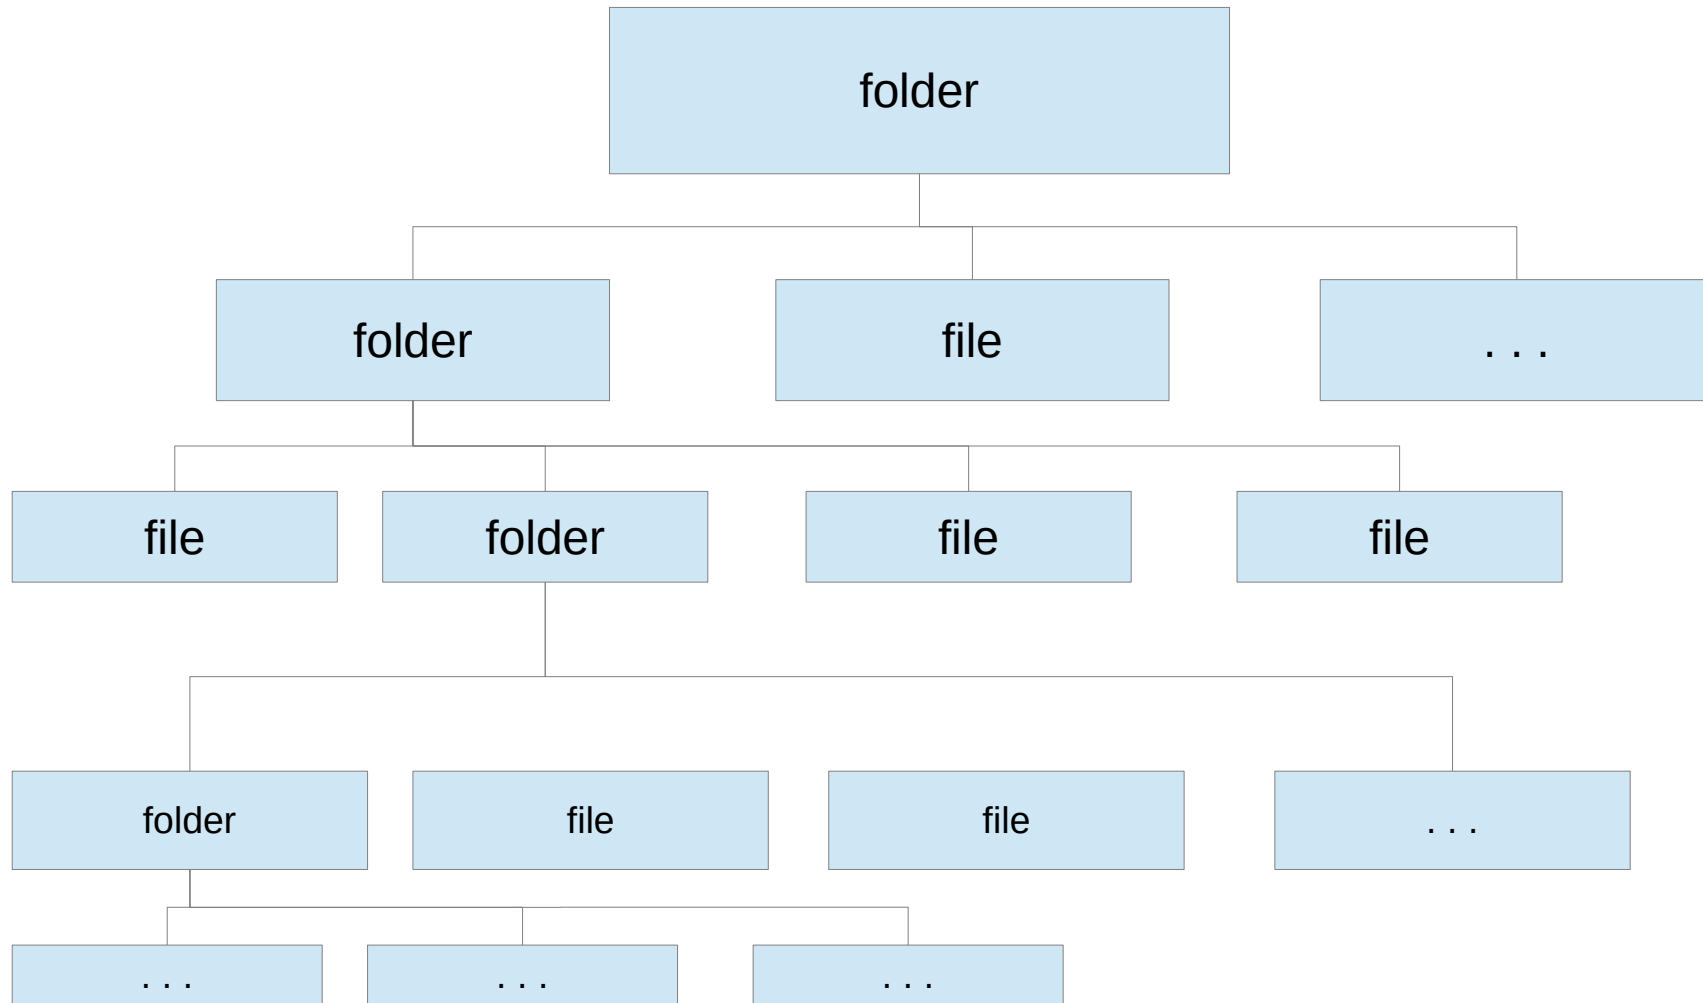 folder
folder
file
. . .
file
folder
file
file
folder
file
file
. . .
. . .
. . .
. . .